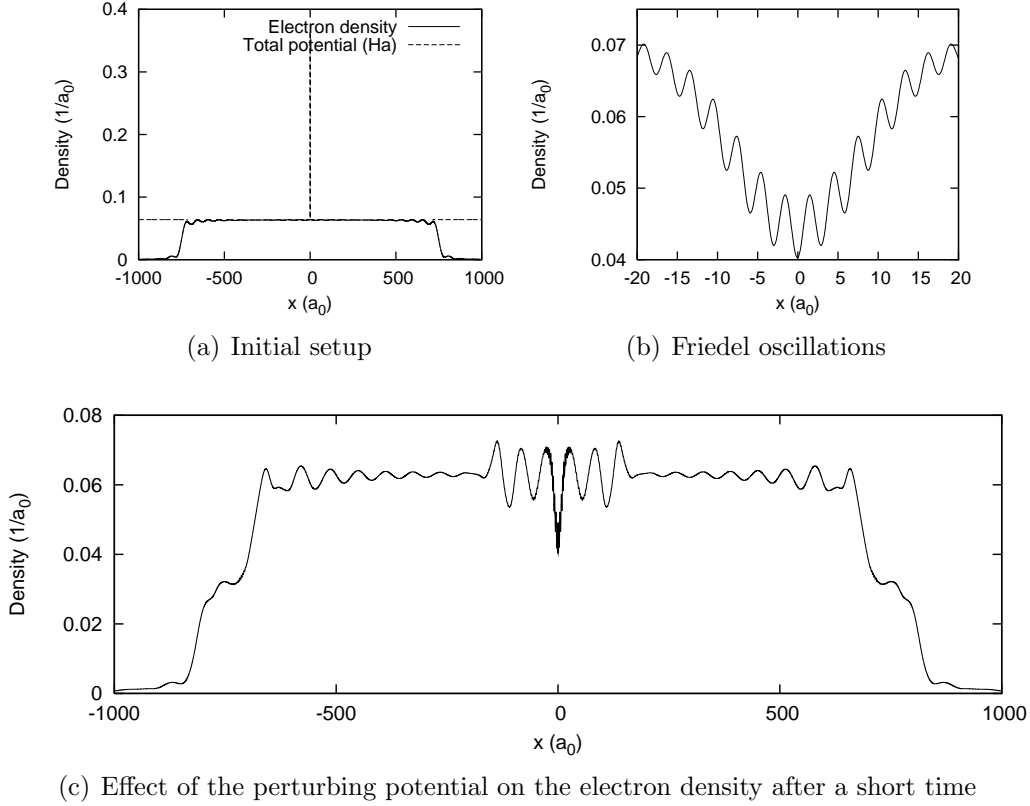 0.4
0.3
0.2
0.1
0
Density (1/a0)
Electron density
Total potential (Ha)
-1000 -500 0 500 1000
x (a0)
(a) Initial setup
0.07
0.06
0.05
0.04
Density (1/a0)
-20 -15 -10 -5 0 5 10 15 20
x (a0)
(b) Friedel oscillations
0.08
0.06
0.04
0.02
0
Density (1/a0)
-1000 -500 0 500 1000
x (a0)
(c) Effect of the perturbing potential on the electron density after a short time